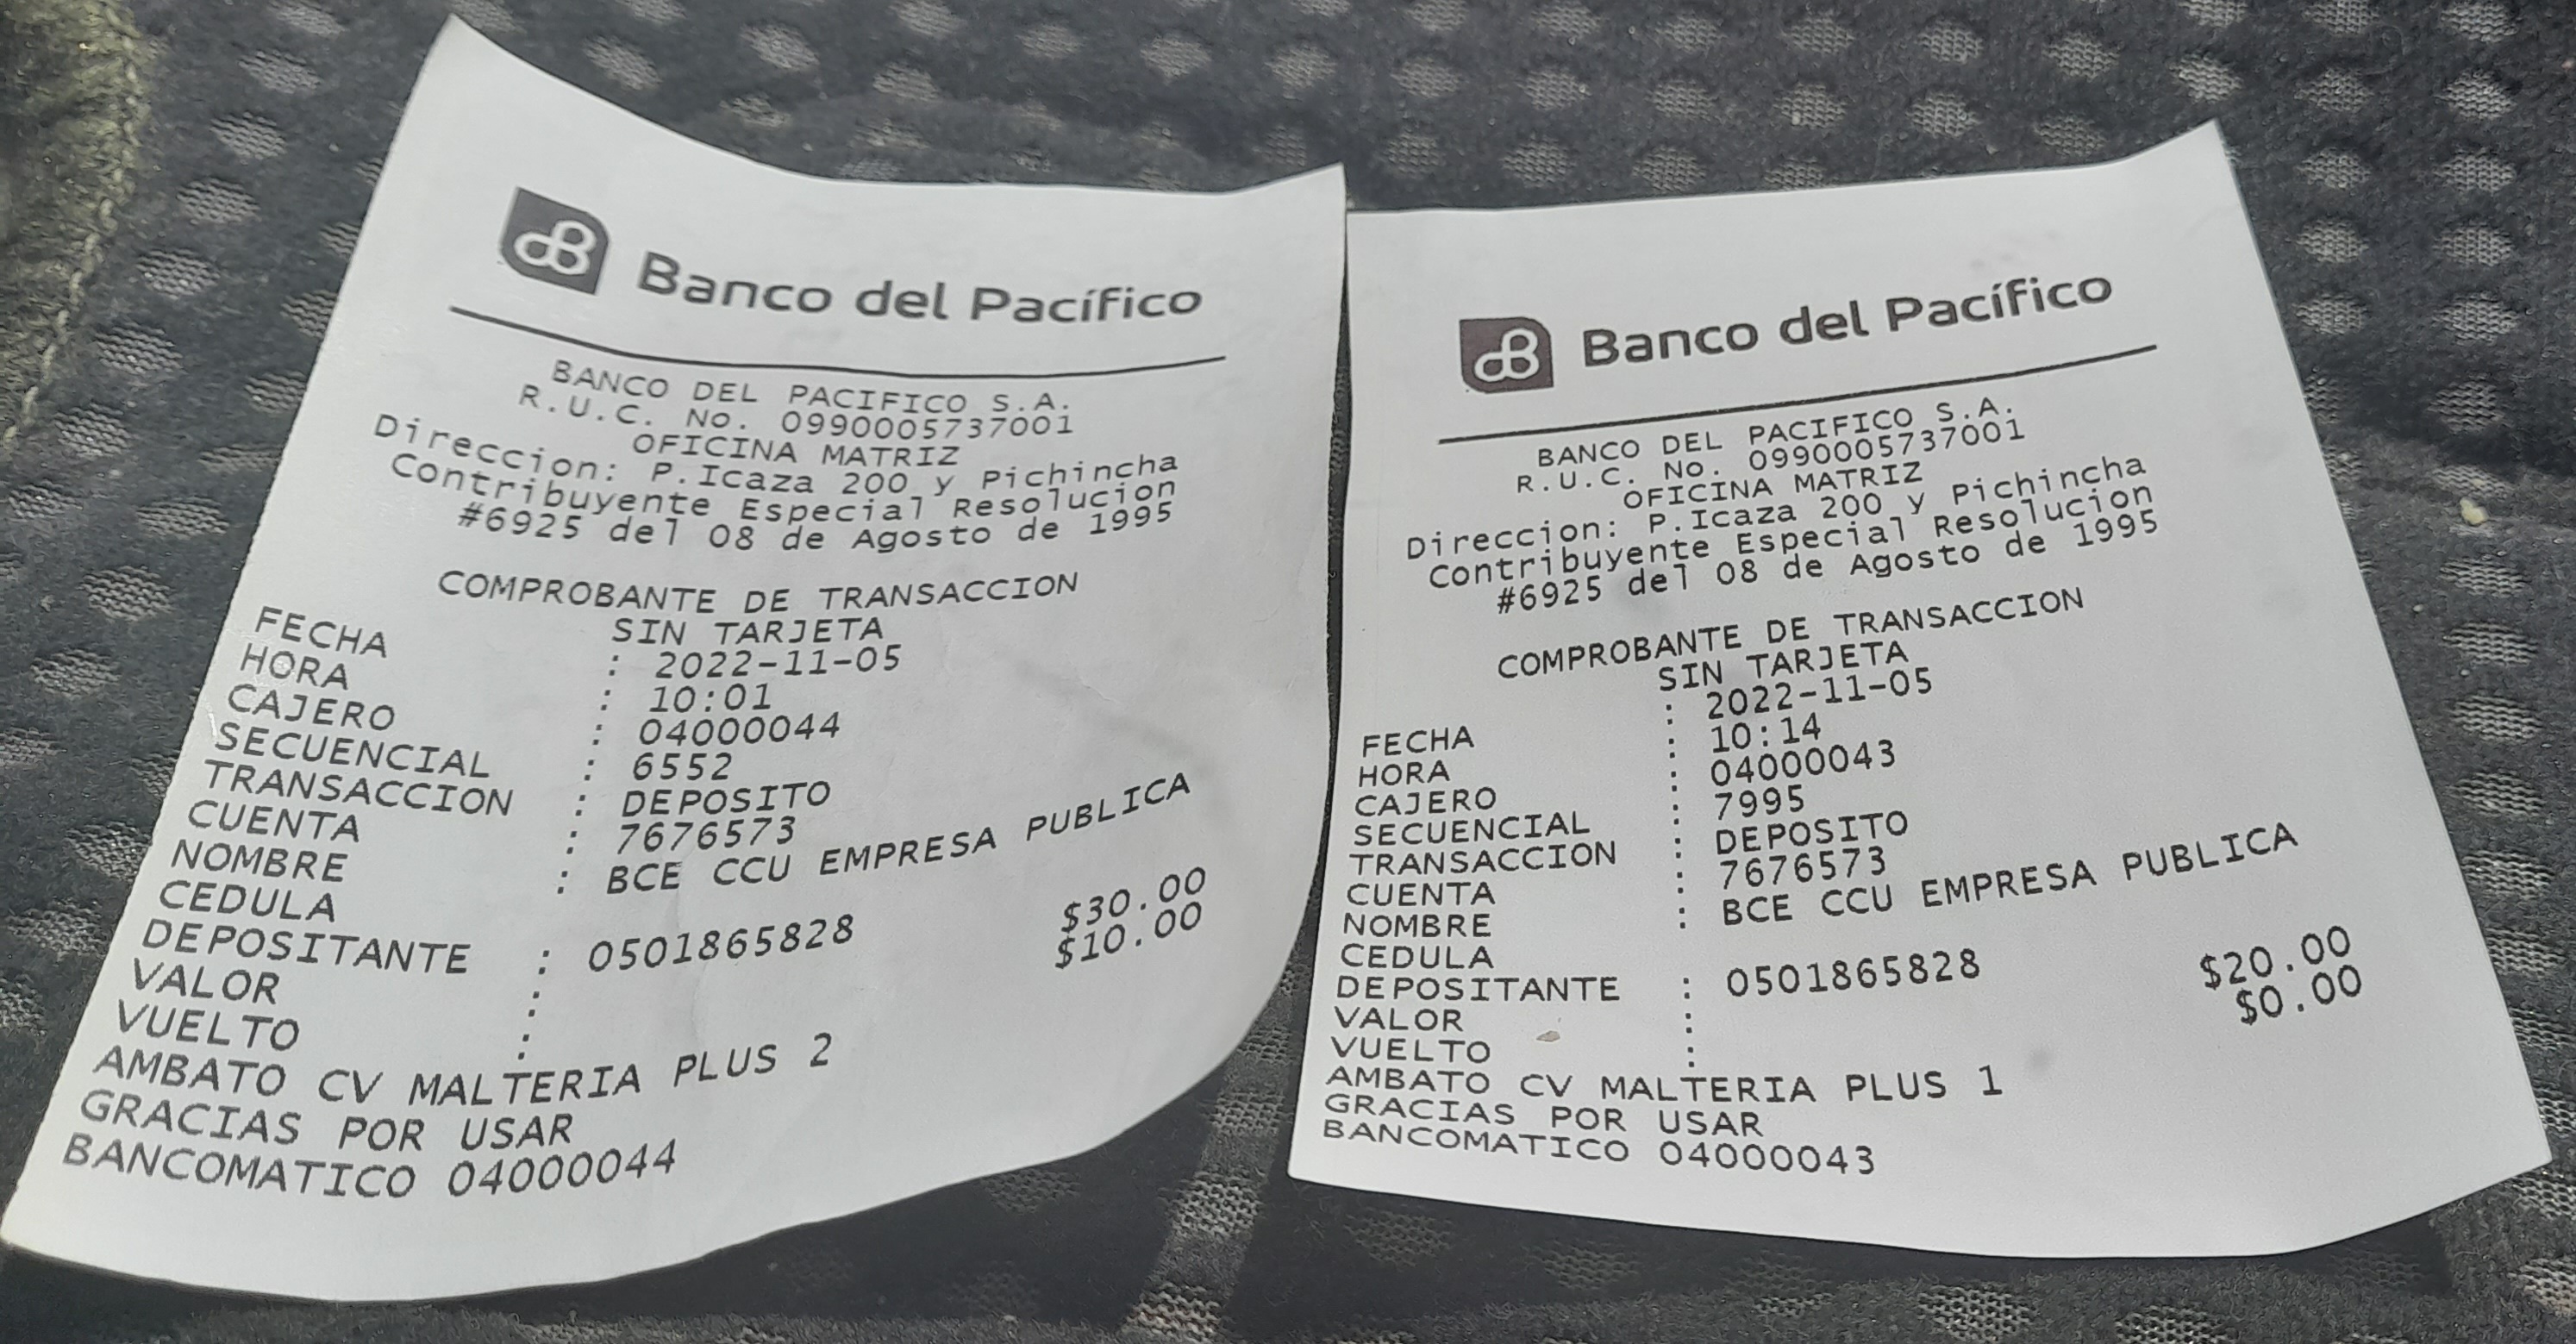 Banco del Pacífico
BANCO DEL PACIFICO S.A.
R.U.C. No. 0990005737001
OFICINA MATRIZ
Direccion: P.Icaza 200 y Pichincha
Contribuyente Especial Resolucion
#6925 del 08 de Agosto de 1995
COMPROBANTE DE TRANSACCION
SIN TARJETA
FECHA : 2022-11-05
HORA : 10:01
CAJERO : 04000044
SECUENCIAL : 6552
TRANSACCION : DEPOSITO
CUENTA : 7676573
NOMBRE : BCE CCU EMPRESA PUBLICA
CEDULA
DEPOSITANTE : 0501865828
VALOR : $30.00
VUELTO : $10.00
AMBATO CV MALTERIA PLUS 2
GRACIAS POR USAR
BANCOMATICO 04000044
Banco del Pacífico
BANCO DEL PACIFICO S.A.
R.U.C. No. 0990005737001
OFICINA MATRIZ
Direccion: P.Icaza 200 y Pichincha
Contribuyente Especial Resolucion
#6925 del 08 de Agosto de 1995
COMPROBANTE DE TRANSACCION
SIN TARJETA
FECHA : 2022-11-05
HORA : 10:14
CAJERO : 04000043
SECUENCIAL : 7995
TRANSACCION : DEPOSITO
CUENTA : 7676573
NOMBRE : BCE CCU EMPRESA PUBLICA
CEDULA
DEPOSITANTE : 0501865828
VALOR : $20.00
VUELTO : $0.00
AMBATO CV MALTERIA PLUS 1
GRACIAS POR USAR
BANCOMATICO 04000043